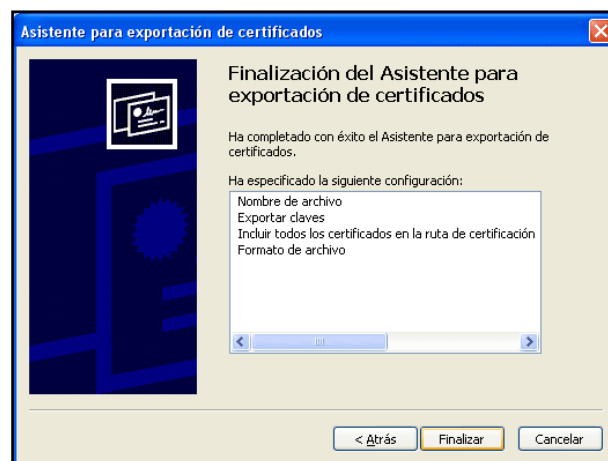 Asistente para exportación de certificados
Finalización del Asistente para
exportación de certificados
Ha completado con éxito el Asistente para exportación de
certificados.
Ha especificado la siguiente configuración:
Nombre de archivo
Exportar claves
Incluir todos los certificados en la ruta de certificación
Formato de archivo
< Atrás
Finalizar
Cancelar